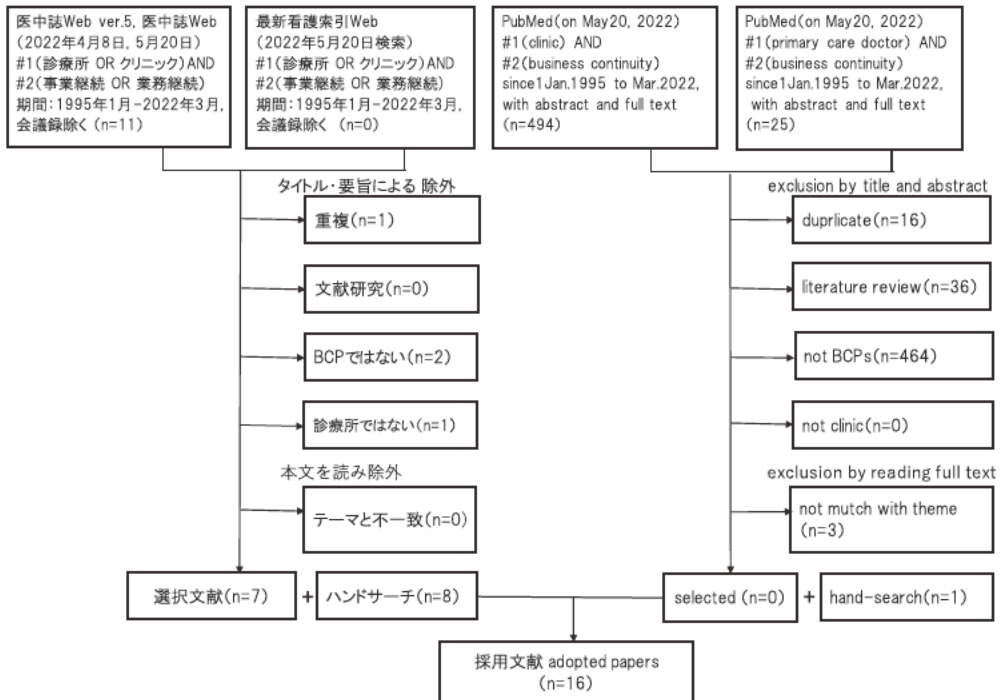 医中誌Web ver.5, 医中誌Web
(2022年4月8日, 5月20日)
#1(診療所 OR クリニック)AND
#2(事業継続 OR 業務継続)
期間:1995年1月-2022年3月,
会議録除く (n=11)
最新看護索引Web
(2022年5月20日検索)
#1(診療所 OR クリニック)AND
#2(事業継続 OR 業務継続)
期間:1995年1月-2022年3月,
会議録除く (n=0)
PubMed(on May20, 2022)
#1(clinic) AND
#2(business continuity)
since1Jan.1995 to Mar.2022,
with abstract and full text
(n=494)
PubMed(on May20, 2022)
#1(primary care doctor) AND
#2(business continuity)
since1Jan.1995 to Mar.2022,
with abstract and full text
(n=25)
タイトル・要旨による 除外
重複(n=1)
文献研究(n=0)
BCPではない(n=2)
診療所ではない(n=1)
本文を読み除外
テーマと不一致(n=0)
exclusion by title and abstract
duprlicate(n=16)
literature review(n=36)
not BCPs(n=464)
not clinic(n=0)
exclusion by reading full text
not mutch with theme
(n=3)
選択文献(n=7) + ハンドサーチ(n=8)
selected (n=0) + hand-search(n=1)
採用文献 adopted papers
(n=16)